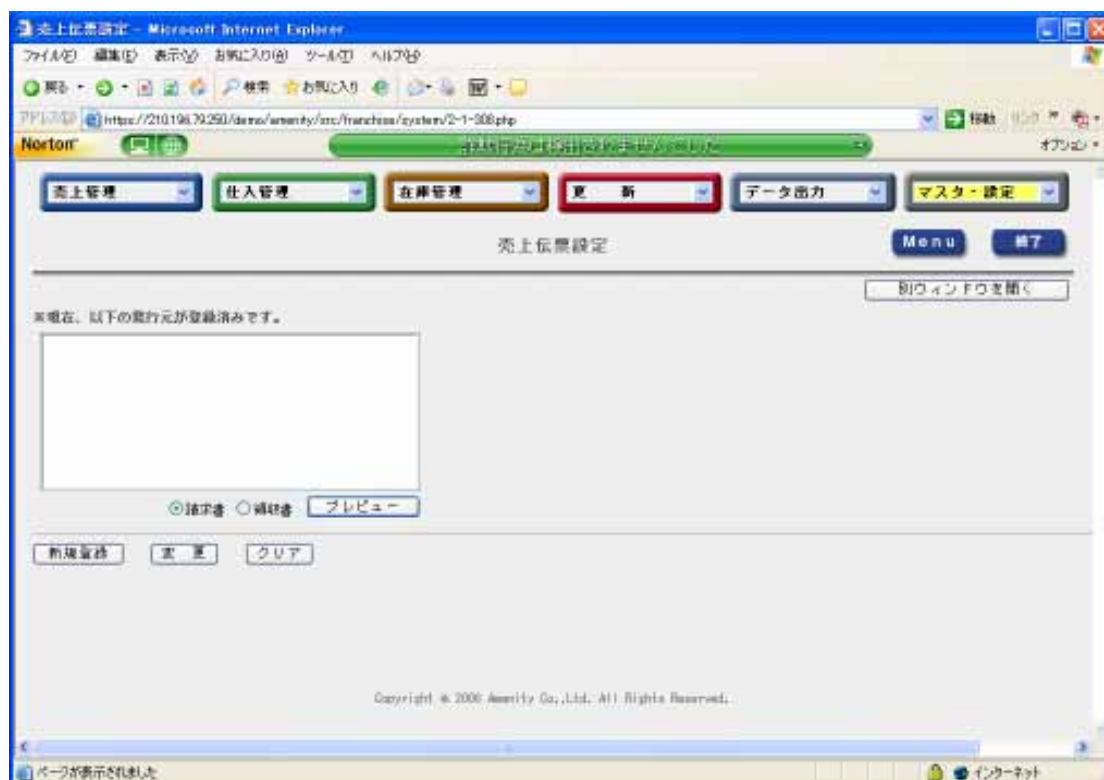 売上伝票設定 - Microsoft Internet Explorer
ファイル(F) 編集(E) 表示(V) お気に入り(A) ツール(T) ヘルプ(H)
戻る 検索 お気に入り
アドレス(D) https://210.196.79.250/demo/amenity/src/franchise/system/2-1-308.php 移動 リンク
Norton オプション
売上管理 仕入管理 在庫管理 更 新 データ出力 マスタ・設定
売上伝票設定 Menu 終了
別ウィンドウを開く
※現在、以下の発行元が登録済みです。
請求書 領収書 プレビュー
新規登録 変 更 クリア
Copyright © 2006 Amenity Co.,Ltd. All Rights Reserved.
ページが表示されました インターネット